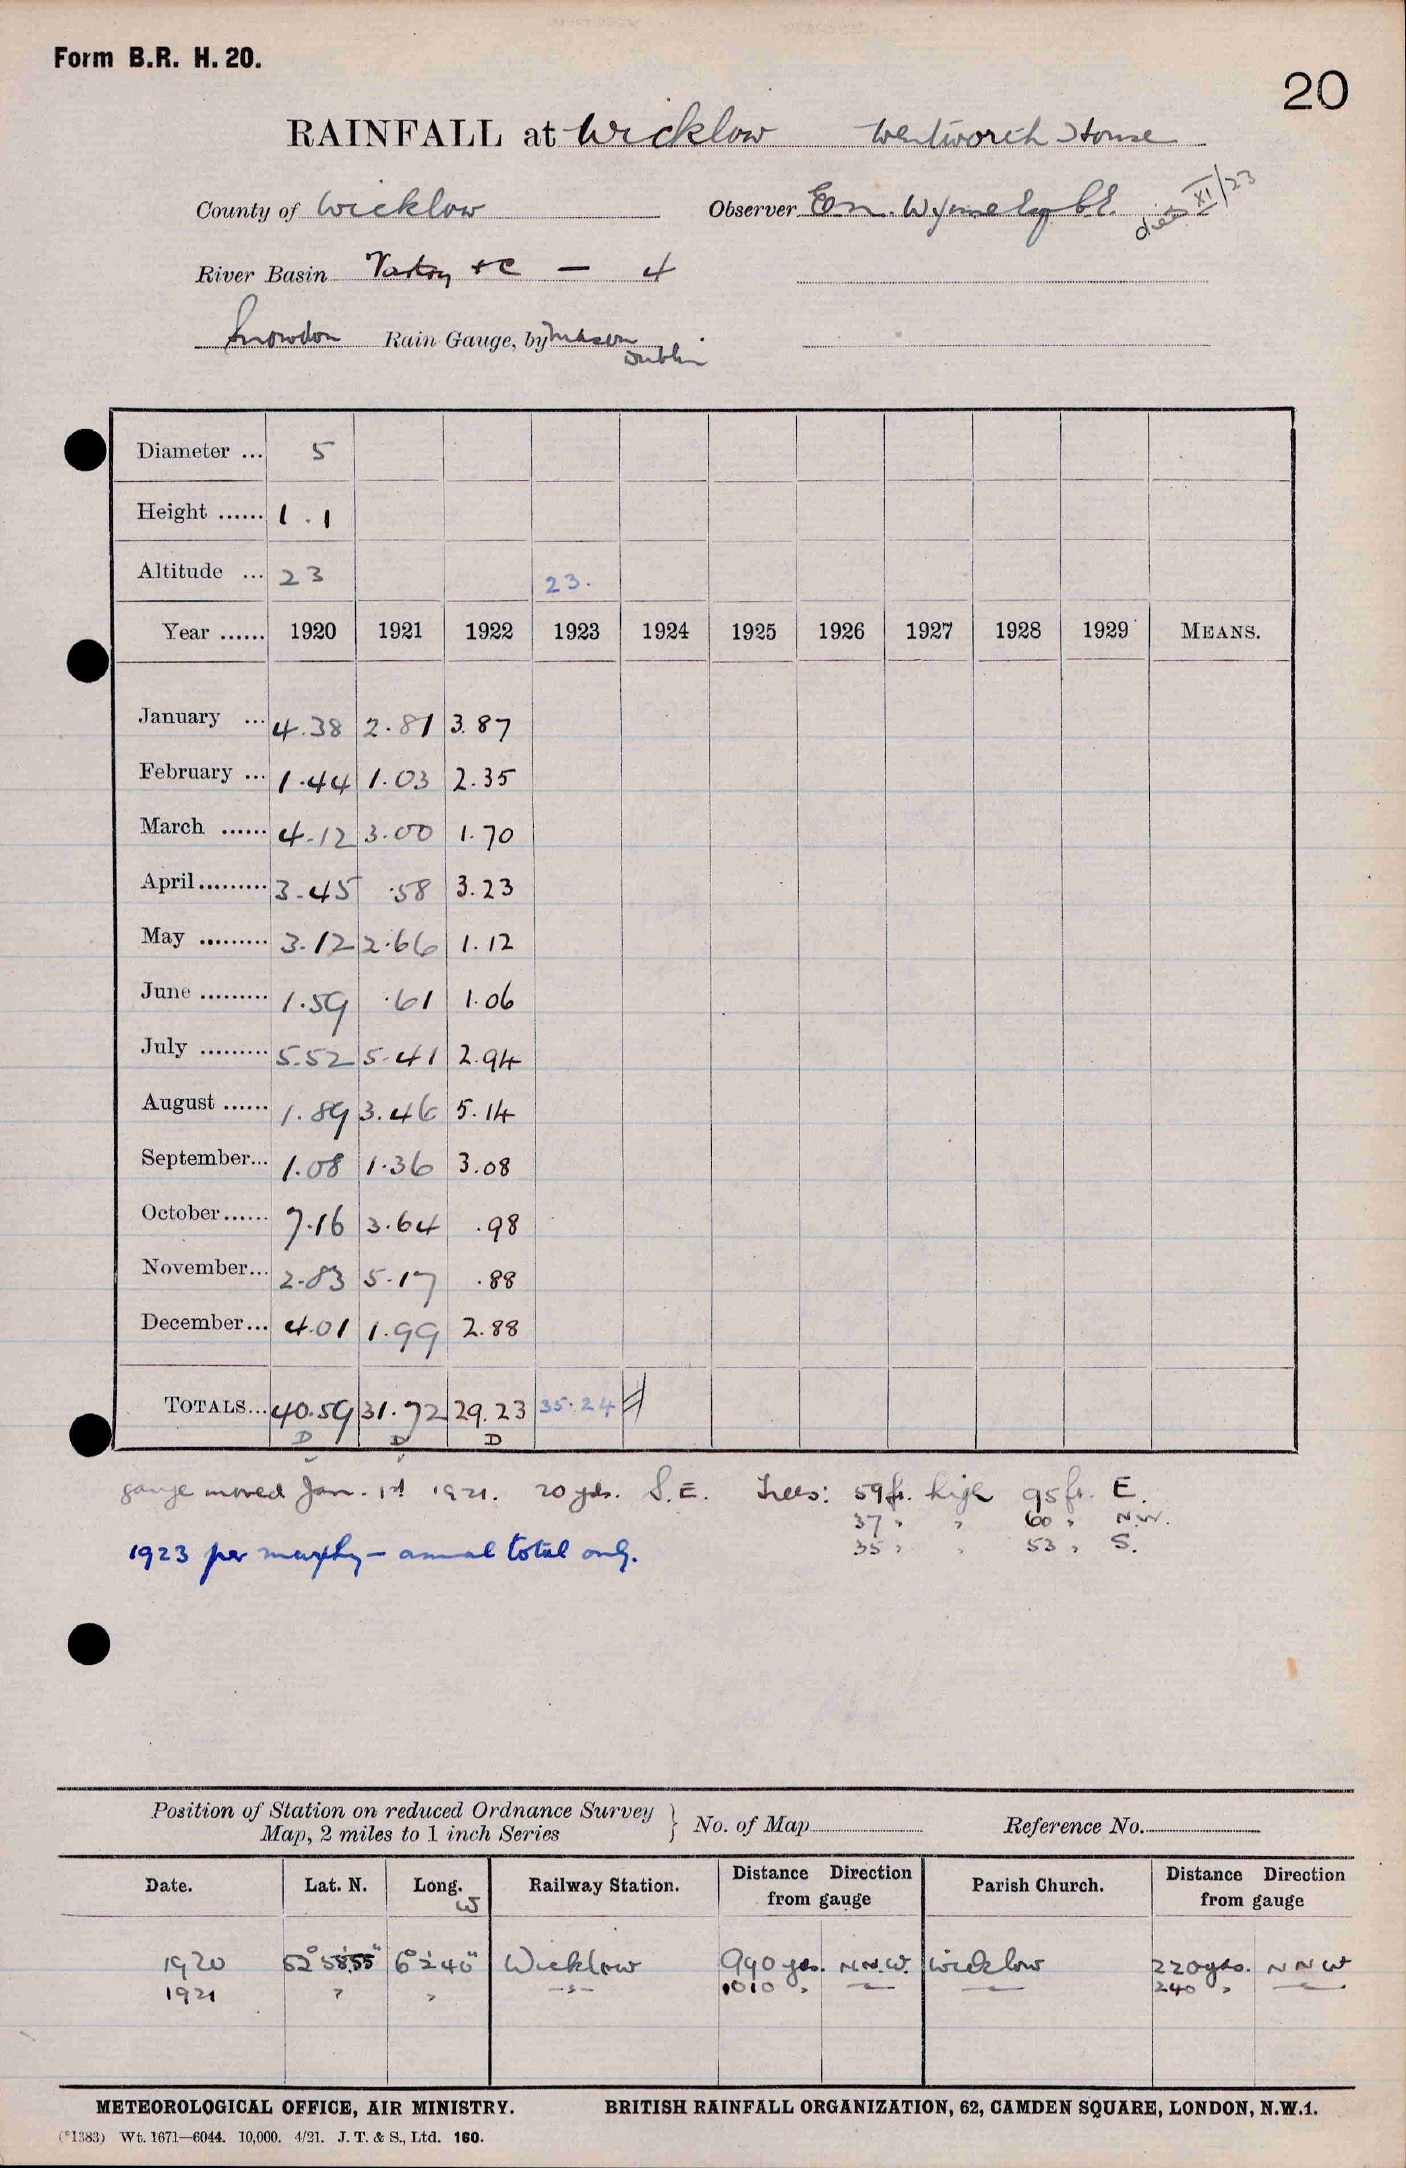 Form B.R. H. 20.
20
RAINFALL at Wicklow Wentworth House
County of Wicklow Observer Wynne Esq C.E. died XI/23
River Basin Vartry &c — 4
Snowdon Rain Gauge, by Mason
Dublin
Diameter ... 5
Height ...... 1.1
Altitude ... 23 23.
Year ...... 1920 1921 1922 1923 1924 1925 1926 1927 1928 1929 MEANS.
January ... 4.38 2.81 3.87
February ... 1.44 1.03 2.35
March ...... 4.12 3.00 1.70
April ......... 3.45 .58 3.23
May ......... 3.12 2.66 1.12
June ......... 1.59 .61 1.06
July ......... 5.52 5.41 2.94
August ...... 1.89 3.46 5.14
September... 1.08 1.36 3.08
October...... 7.16 3.64 .98
November... 2.83 5.17 .88
December... 4.01 1.99 2.88
TOTALS... 40.59 31.72 29.23 35.24
D D D
gauge moved Jan. 1st 1921. 20 yds. S.E. Trees: 59 ft. high 95 ft. E.
37 " " 60 " N.W.
35 " " 53 " S.
1923 per murphy – annual total only.
Position of Station on reduced Ordnance Survey
Map, 2 miles to 1 inch Series } No. of Map Reference No.
Date. Lat. N. Long. W Railway Station. Distance Direction from gauge Parish Church. Distance Direction from gauge
1920 52° 58' 55" 6° 2' 40" Wicklow 990 yds. N.N.W. Wicklow 220 yds. N N W
1921 " " — " — 1010 " — — 240 " —
METEOROLOGICAL OFFICE, AIR MINISTRY. BRITISH RAINFALL ORGANIZATION, 62, CAMDEN SQUARE, LONDON, N.W.1.
(*1383) Wt. 1671—6044. 10,000. 4/21. J. T. & S., Ltd. 160.